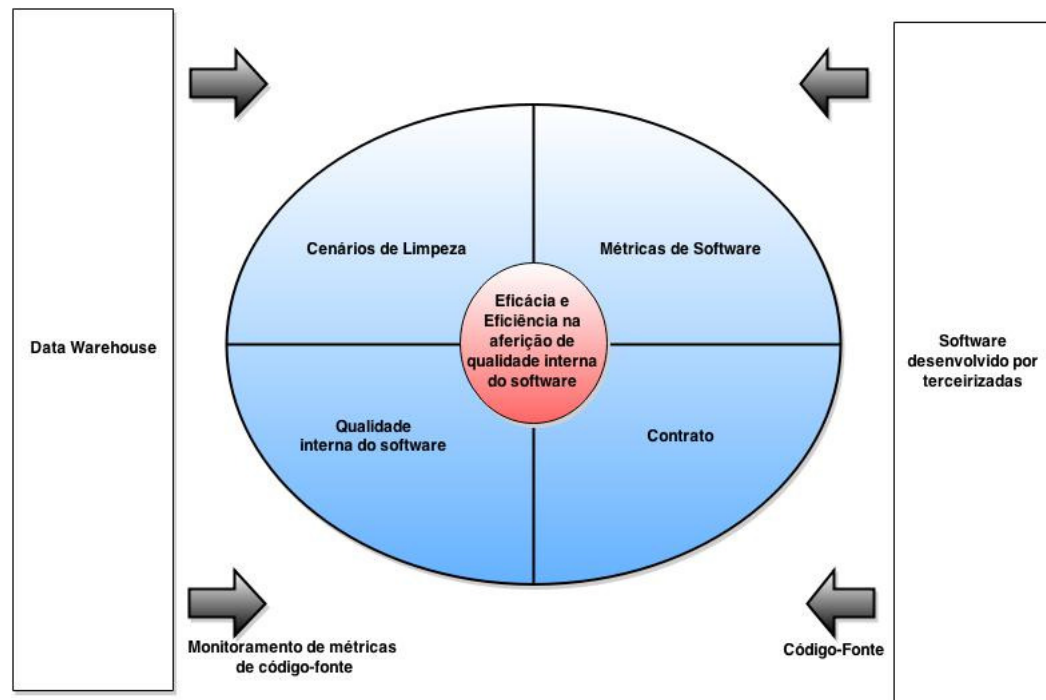 Data Warehouse
Cenários de Limpeza
Métricas de Software
Eficácia e
Eficiência na
aferição de
qualidade interna
do software
Qualidade
interna do software
Contrato
Software
desenvolvido por
terceirizadas
Monitoramento de métricas
de código-fonte
Código-Fonte